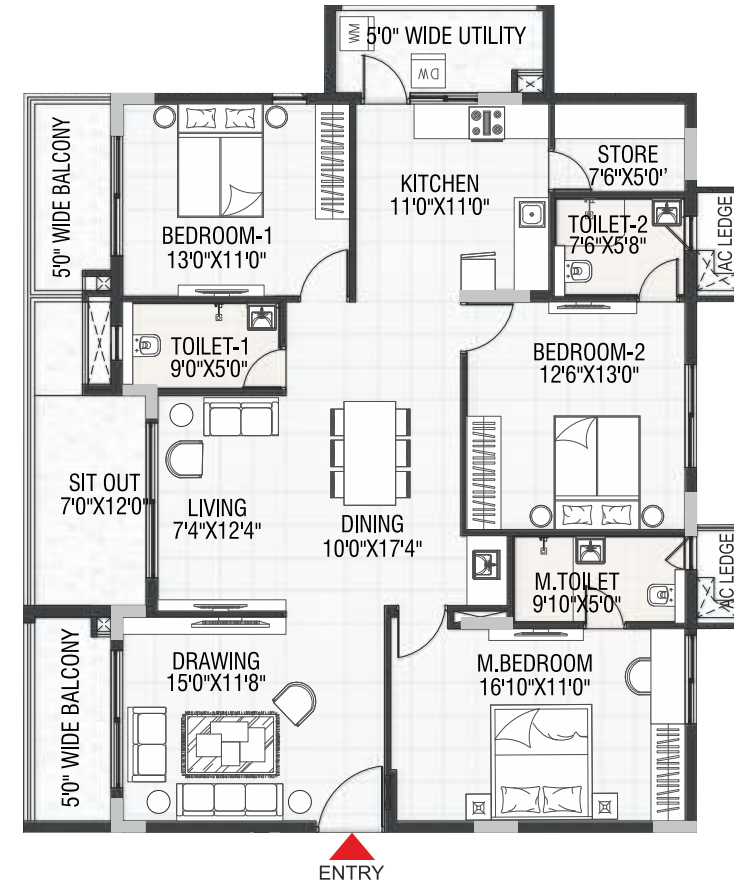 WM
5'0" WIDE UTILITY
DW
5'0" WIDE BALCONY
STORE
7'6"X5'0''
KITCHEN
11'0"X11'0"
BEDROOM-1
13'0"X11'0"
TOILET-2
7'6"X5'8"
AC LEDGE
TOILET-1
9'0"X5'0"
BEDROOM-2
12'6"X13'0"
SIT OUT
7'0"X12'0"
LIVING
7'4"X12'4"
DINING
10'0"X17'4"
M.TOILET
9'10"X5'0"
AC LEDGE
5'0" WIDE BALCONY
DRAWING
15'0"X11'8"
M.BEDROOM
16'10"X11'0"
ENTRY